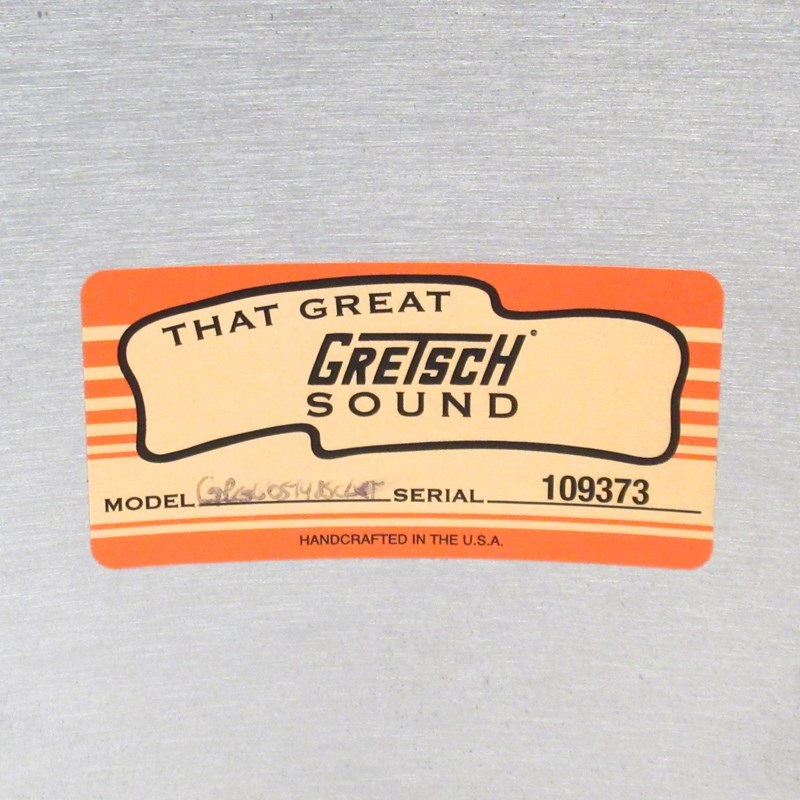 THAT GREAT
GRETSCH
SOUND
MODEL SERIAL 109373
HANDCRAFTED IN THE U.S.A.